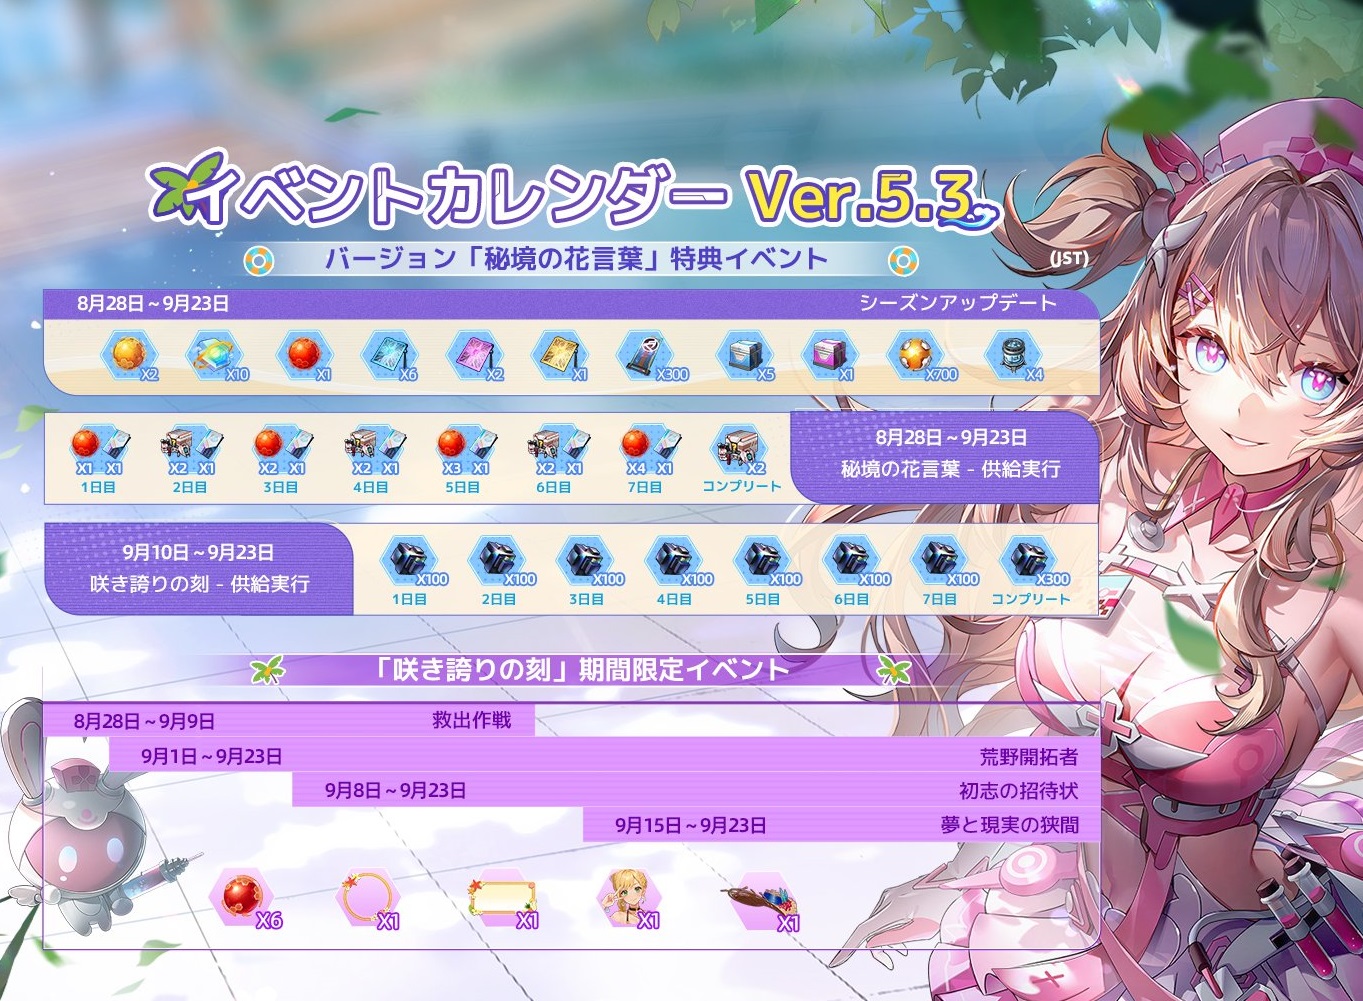 イベントカレンダー Ver.5.3
バージョン「秘境の花言葉」特典イベント
(JST)
8月28日~9月23日 シーズンアップデート
X2 X10 X1 X6 X2 X1 X300 X5 X1 X700 X4
X1 X1 X2 X1 X2 X1 X2 X1 X3 X1 X2 X1 X4 X1 X2
1日目 2日目 3日目 4日目 5日目 6日目 7日目 コンプリート
8月28日~9月23日
秘境の花言葉 - 供給実行
9月10日~9月23日
咲き誇りの刻 - 供給実行
X100 X100 X100 X100 X100 X100 X100 X300
1日目 2日目 3日目 4日目 5日目 6日目 7日目 コンプリート
「咲き誇りの刻」期間限定イベント
8月28日~9月9日 救出作戦
9月1日~9月23日 荒野開拓者
9月8日~9月23日 初志の招待状
9月15日~9月23日 夢と現実の狭間
X6 X1 X1 X1 X1